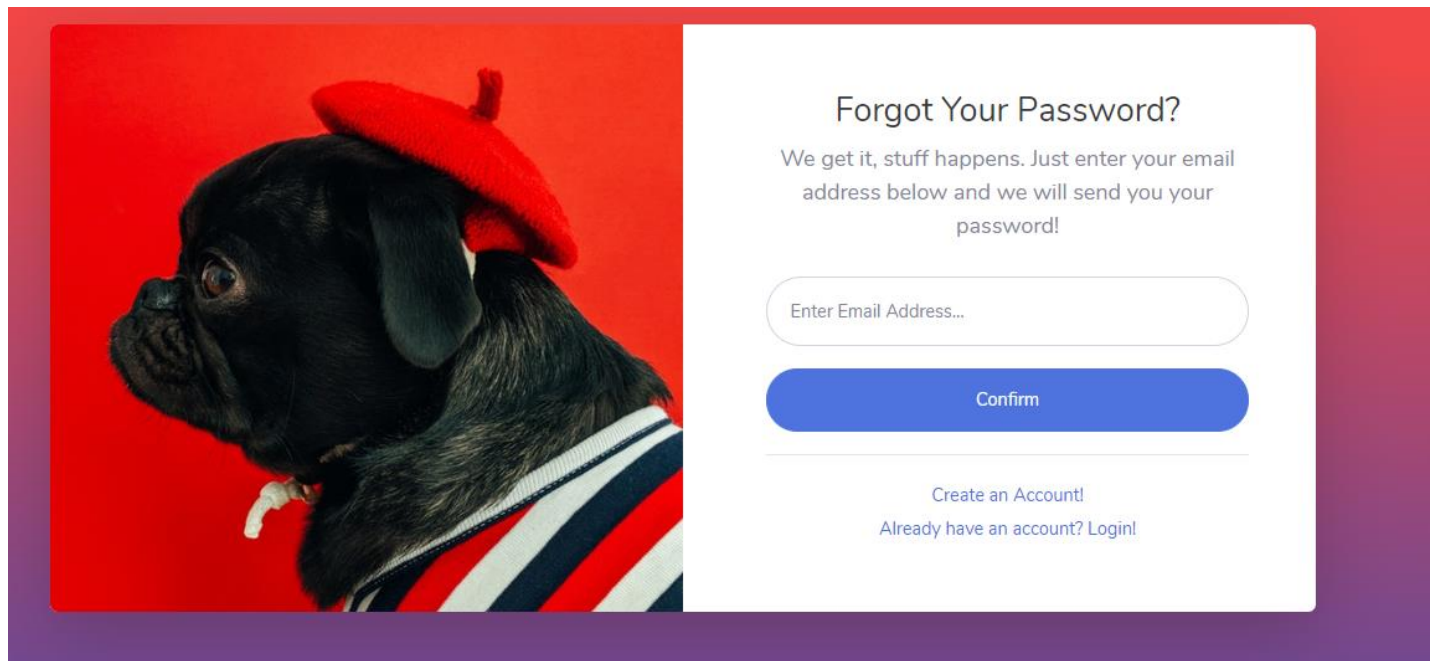 Forgot Your Password?
We get it, stuff happens. Just enter your email
address below and we will send you your
password!
Enter Email Address...
Confirm
Create an Account!
Already have an account? Login!